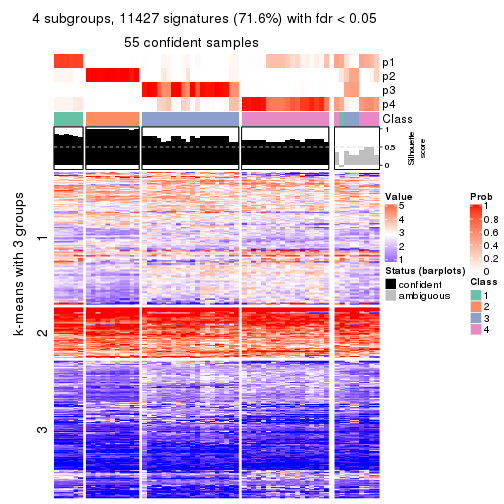 4 subgroups, 11427 signatures (71.6%) with fdr < 0.05
55 confident samples
p1
p2
p3
p4
Class
1
0.5
0
Silhouette
score
k-means with 3 groups
1
2
3
Value
5
4
3
2
1
Status (barplots)
confident
ambiguous
Prob
1
0.8
0.6
0.4
0.2
0
Class
1
2
3
4